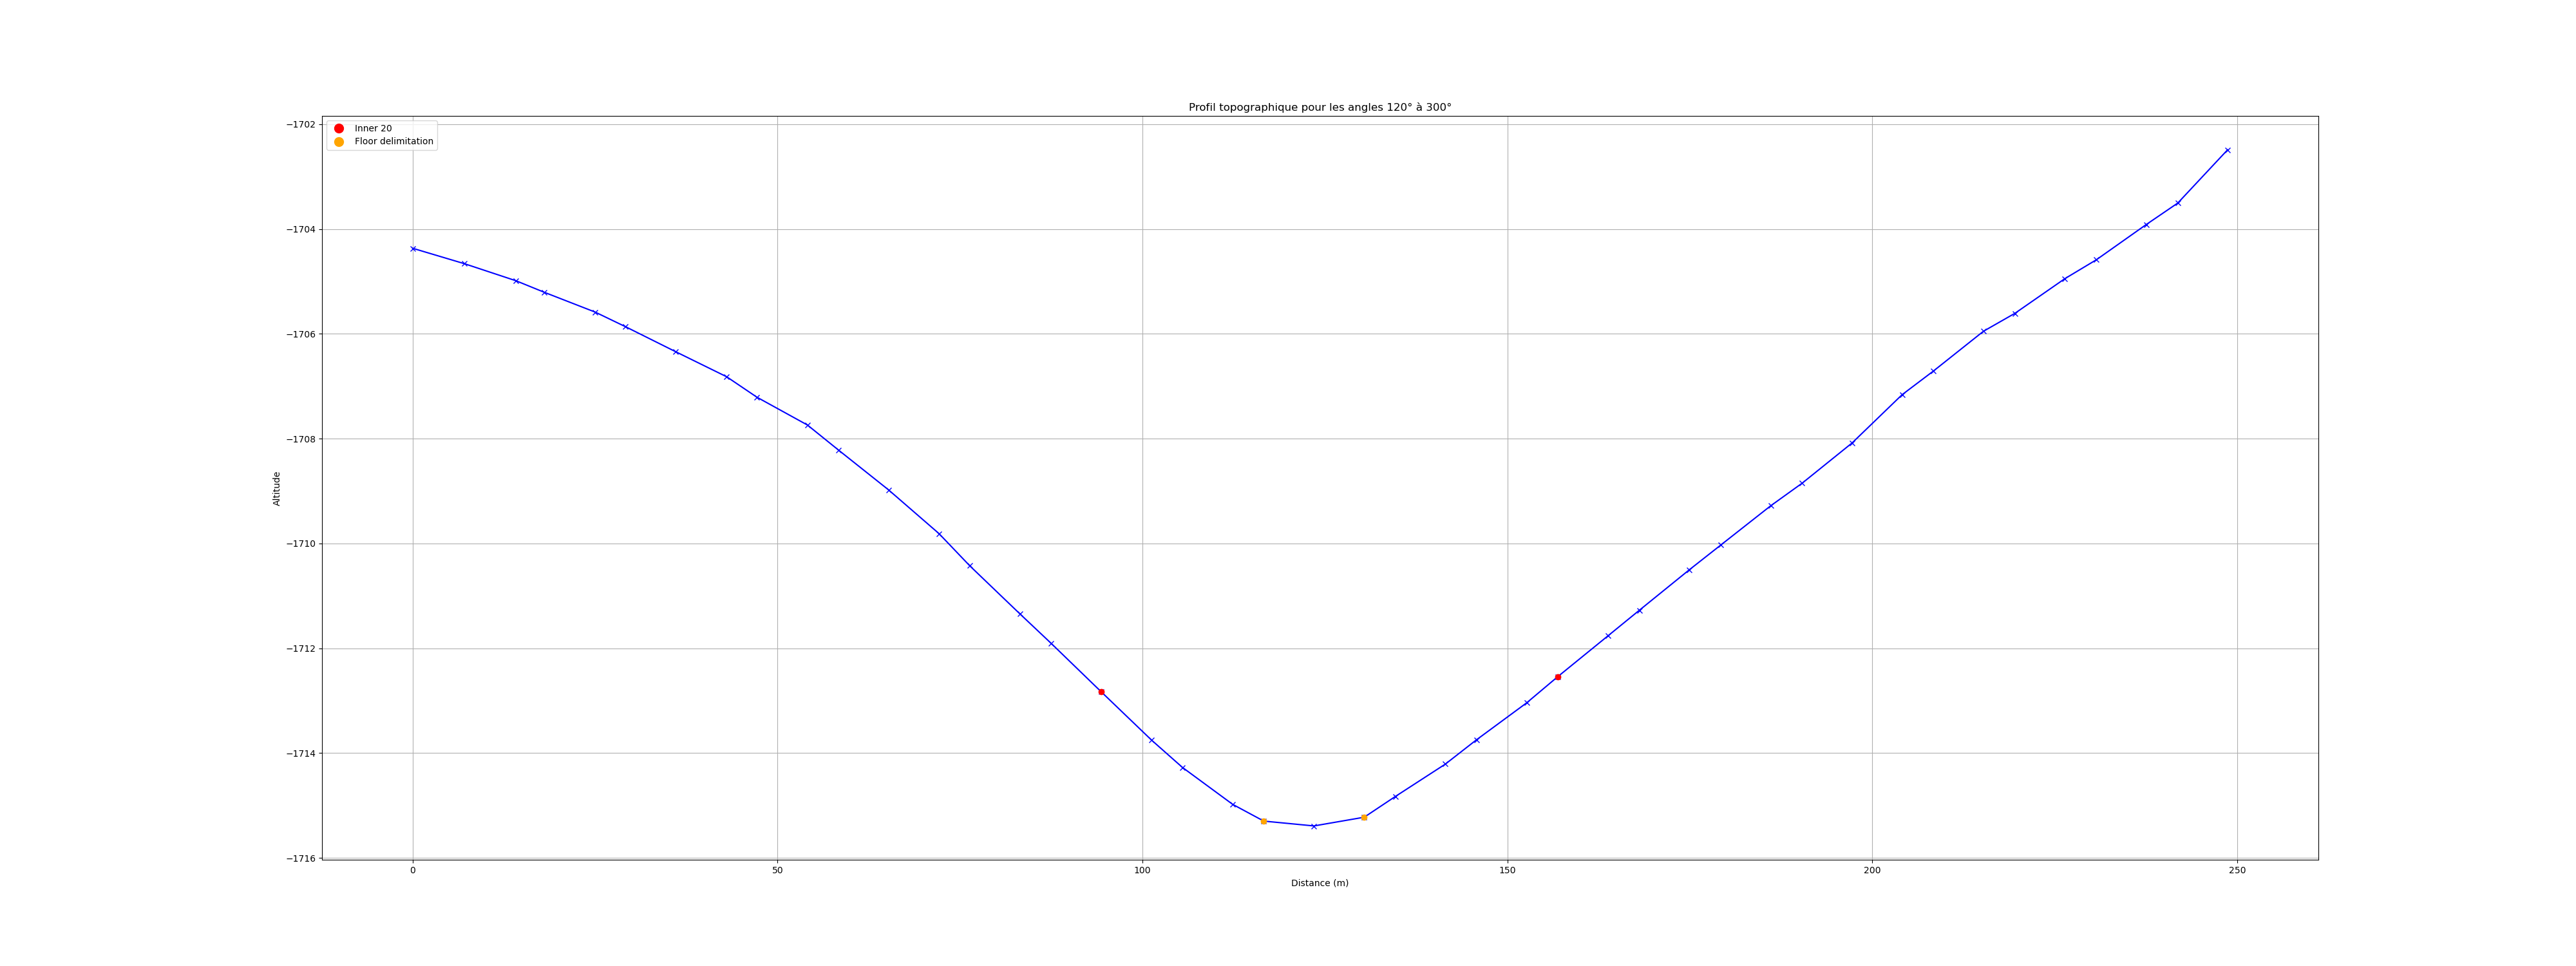 Profil topographique pour les angles 120° à 300°
Inner 20
Floor delimitation
−1702
−1704
−1706
−1708
−1710
−1712
−1714
−1716
Altitude
0
50
100
150
200
250
Distance (m)